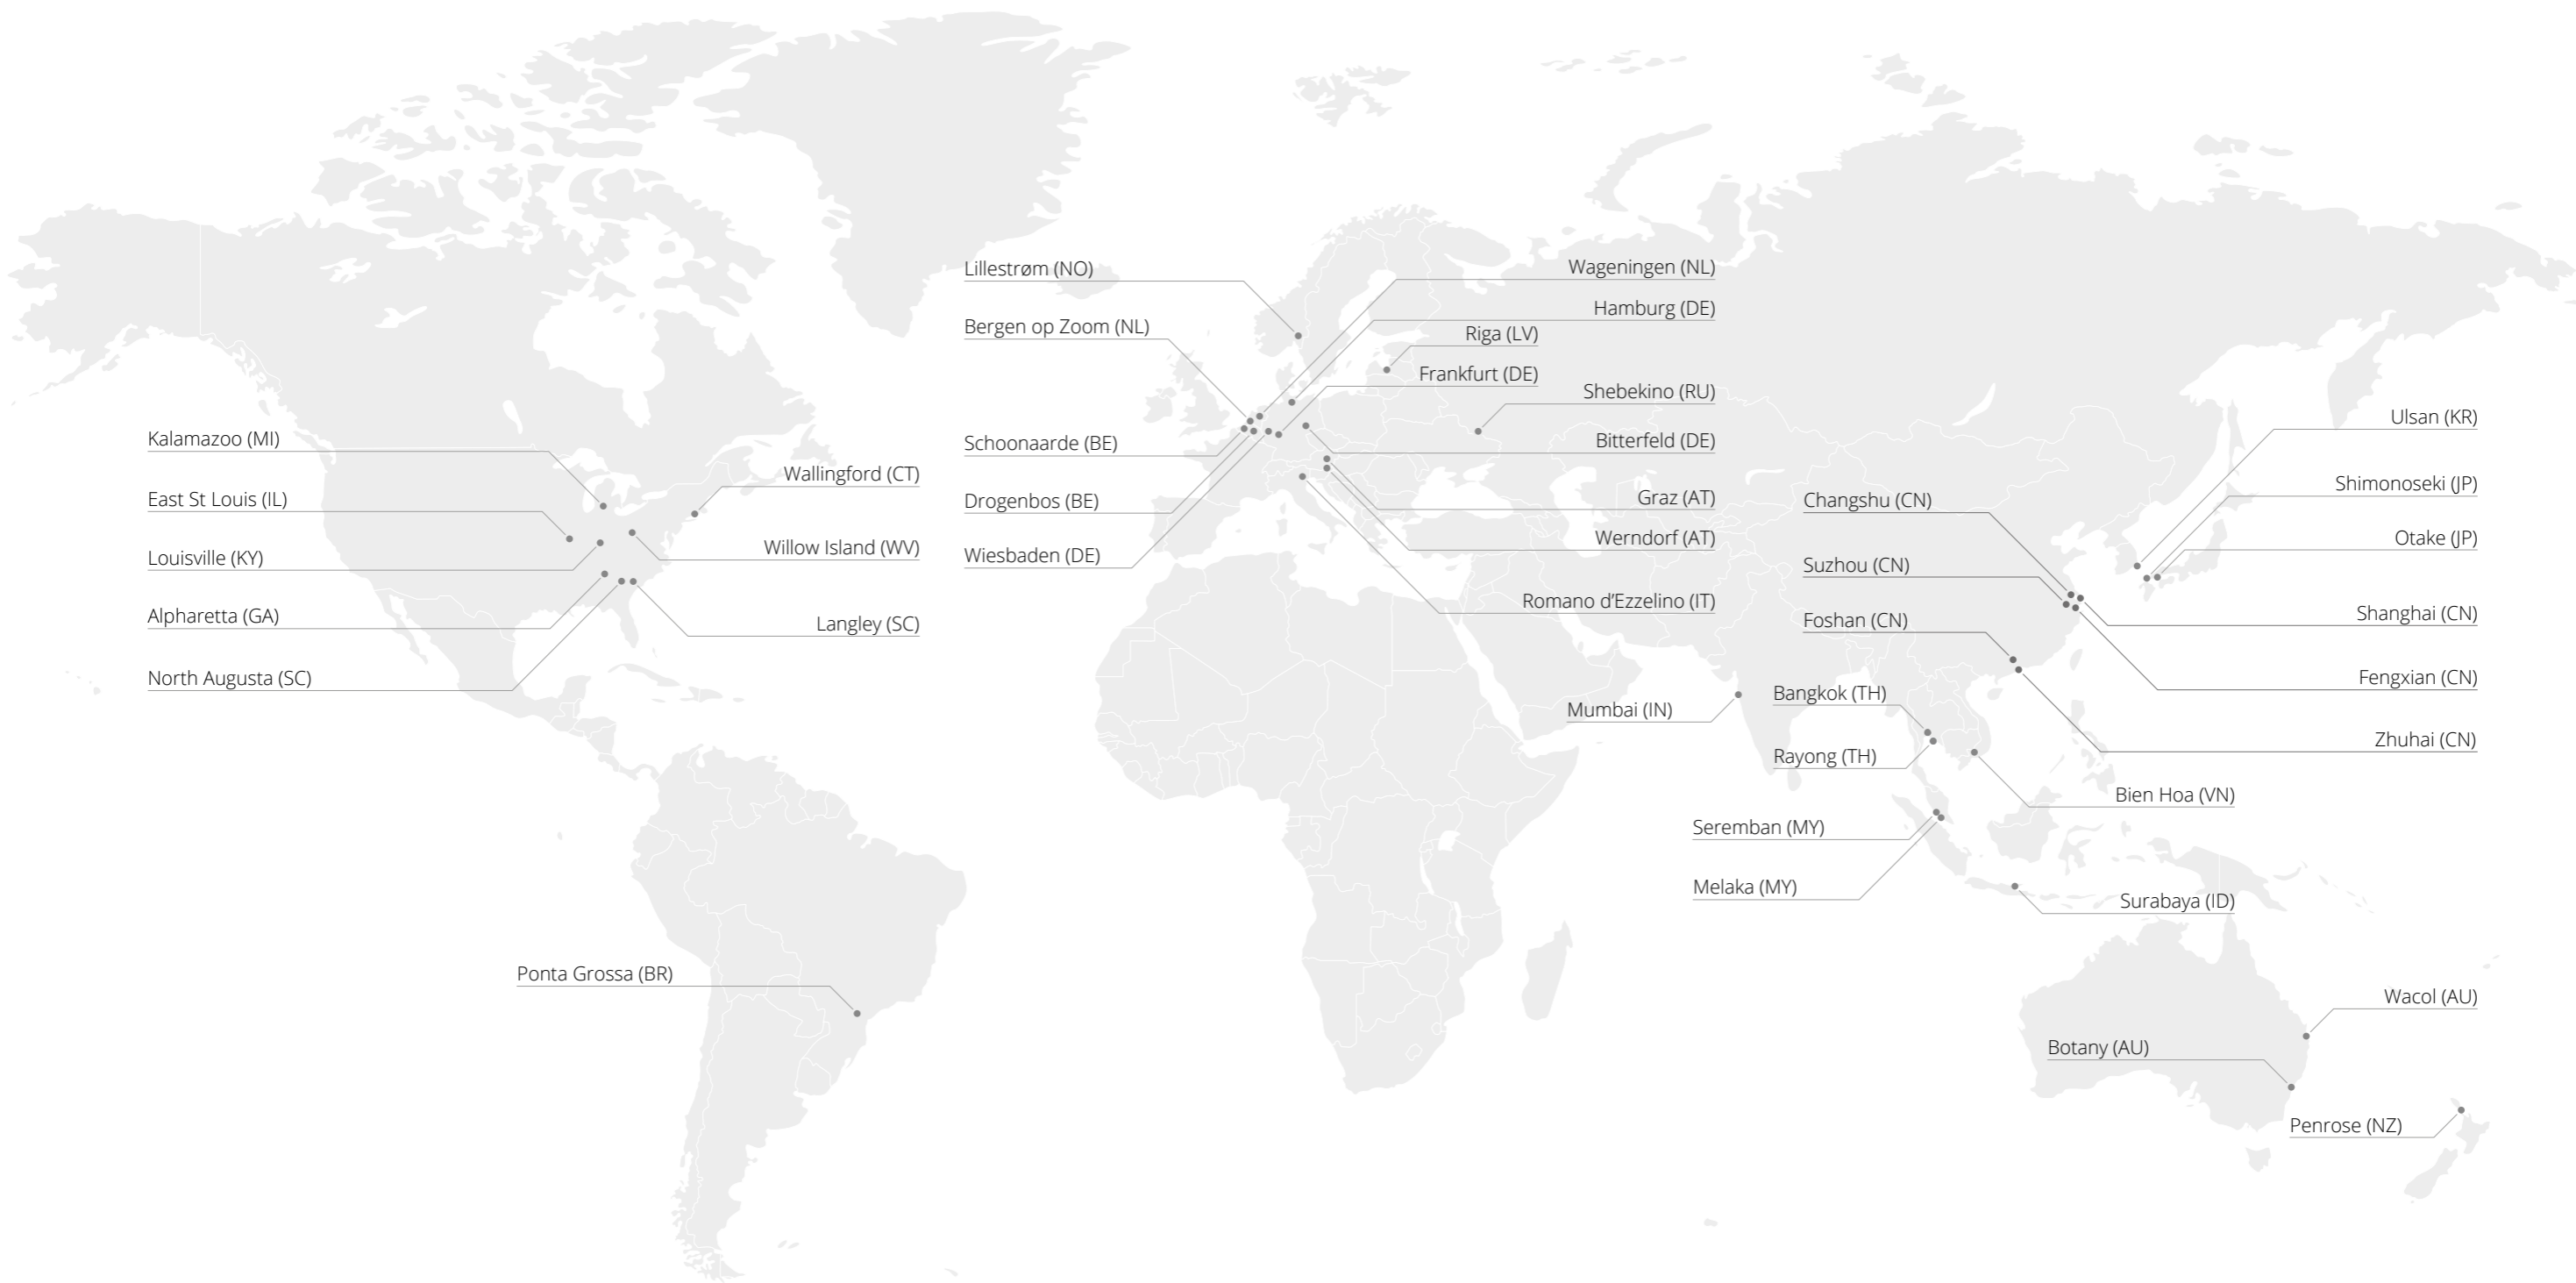 Kalamazoo (MI)
East St Louis (IL)
Louisville (KY)
Alpharetta (GA)
North Augusta (SC)
Wallingford (CT)
Willow Island (WV)
Langley (SC)
Ponta Grossa (BR)
Lillestrøm (NO)
Bergen op Zoom (NL)
Schoonaarde (BE)
Drogenbos (BE)
Wiesbaden (DE)
Wageningen (NL)
Hamburg (DE)
Riga (LV)
Frankfurt (DE)
Shebekino (RU)
Bitterfeld (DE)
Graz (AT)
Werndorf (AT)
Romano d’Ezzelino (IT)
Mumbai (IN)
Changshu (CN)
Suzhou (CN)
Foshan (CN)
Bangkok (TH)
Rayong (TH)
Seremban (MY)
Melaka (MY)
Ulsan (KR)
Shimonoseki (JP)
Otake (JP)
Shanghai (CN)
Fengxian (CN)
Zhuhai (CN)
Bien Hoa (VN)
Surabaya (ID)
Wacol (AU)
Botany (AU)
Penrose (NZ)